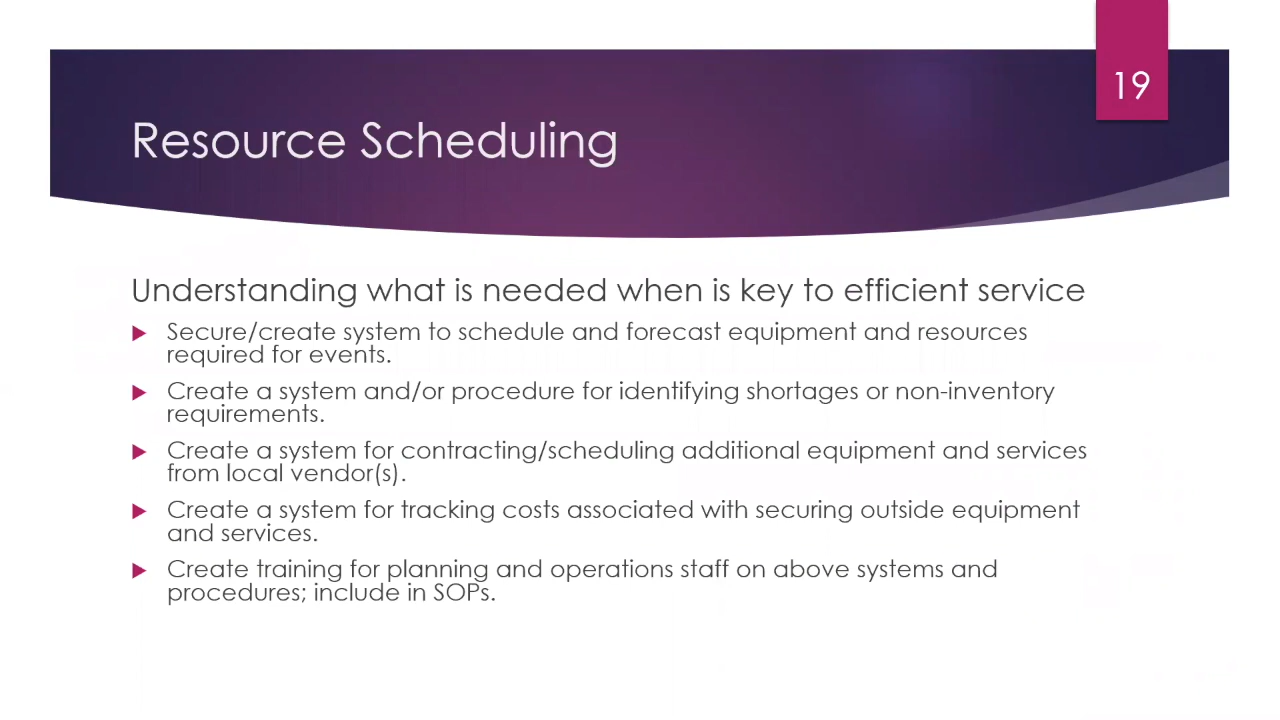 19
Resource Scheduling
Understanding what is needed when is key to efficient service
Secure/create system to schedule and forecast equipment and resources
required for events.
Create a system and/or procedure for identifying shortages or non-inventory
requirements.
Create a system for contracting/scheduling additional equipment and services
from local vendor(s).
Create a system for tracking costs associated with securing outside equipment
and services.
Create training for planning and operations staff on above systems and
procedures; include in SOPs.